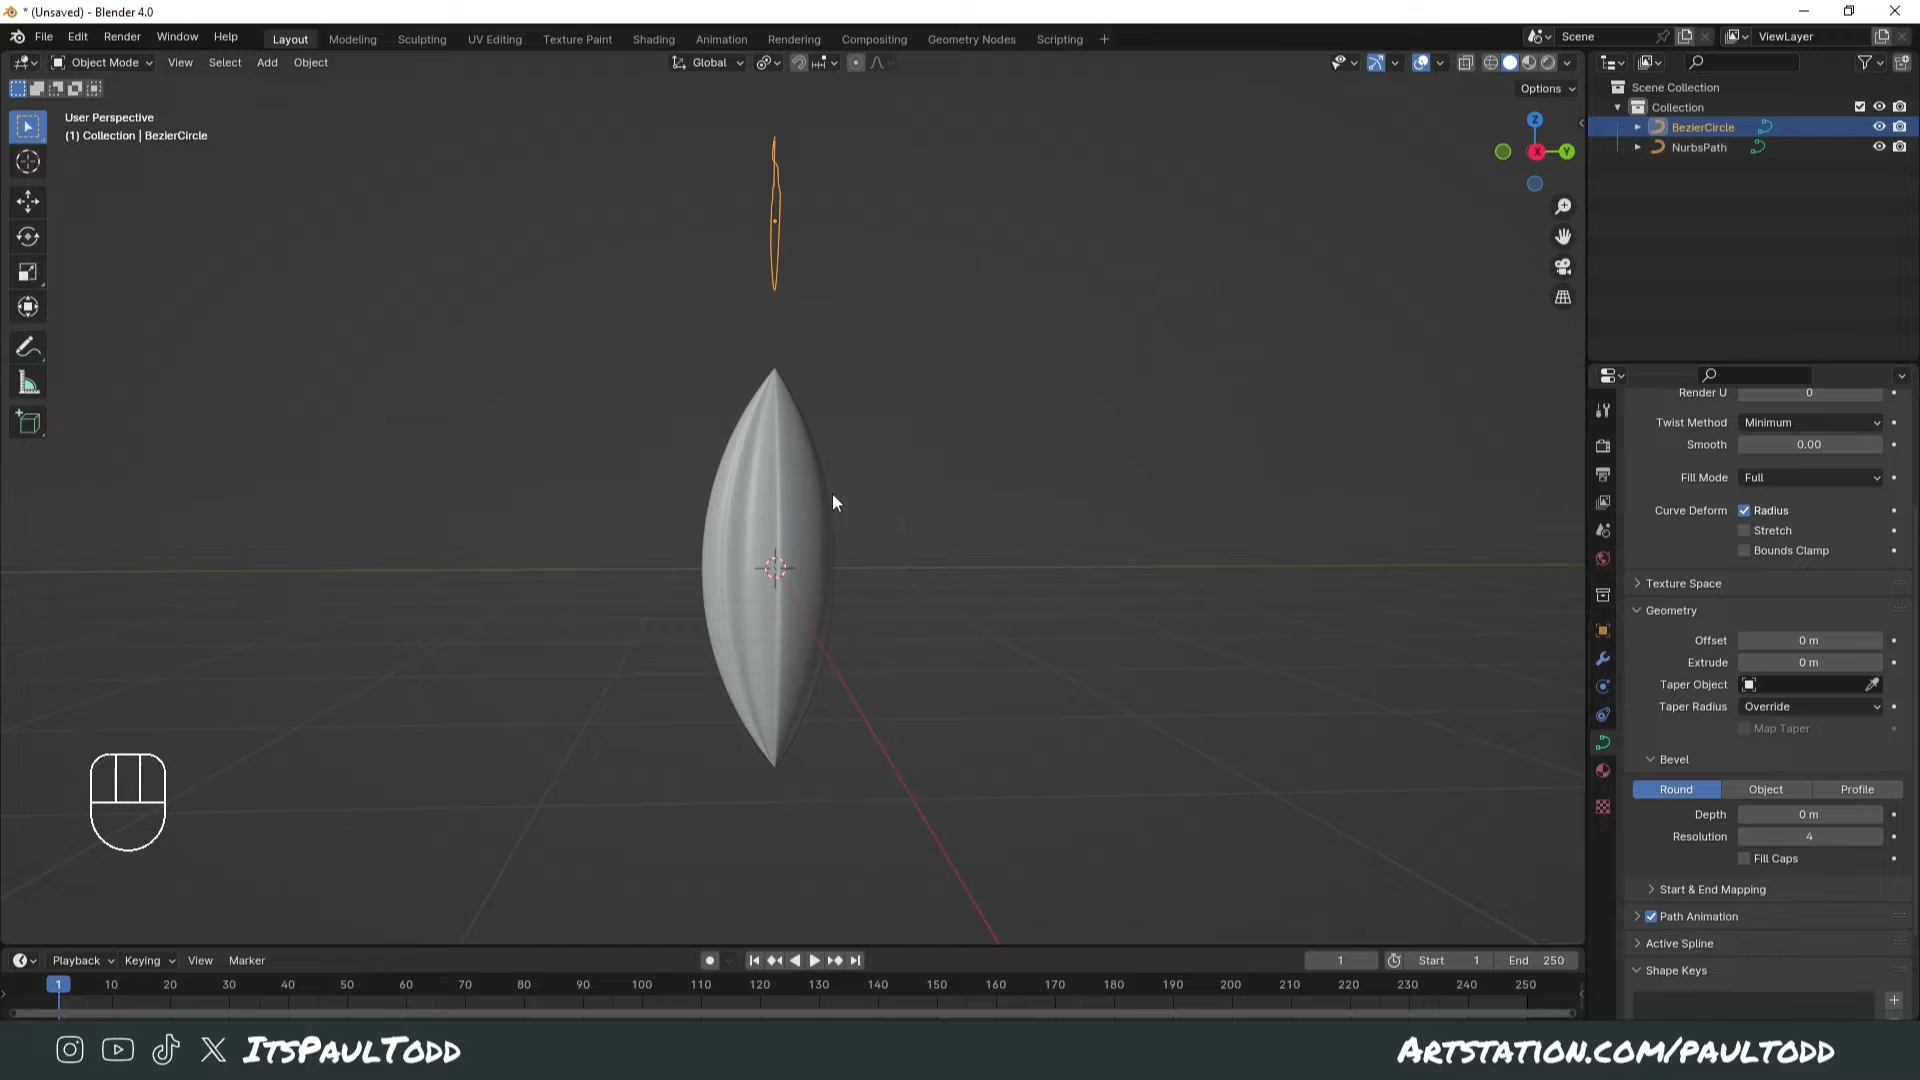 * (Unsaved) - Blender 4.0
File Edit Render Window Help
Layout Modeling Sculpting UV Editing Texture Paint Shading Animation Rendering Compositing Geometry Nodes Scripting +
Scene
ViewLayer
Object Mode View Select Add Object
Global
Options
User Perspective
(1) Collection | BezierCircle
Z
X
Y
Scene Collection
Collection
BezierCircle
NurbsPath
Render U 0
Twist Method Minimum
Smooth 0.00
Fill Mode Full
Curve Deform Radius
Stretch
Bounds Clamp
Texture Space
Geometry
Offset 0 m
Extrude 0 m
Taper Object
Taper Radius Override
Map Taper
Bevel
Round Object Profile
Depth 0 m
Resolution 4
Fill Caps
Start & End Mapping
Path Animation
Active Spline
Shape Keys
Playback Keying View Marker
1
Start 1
End 250
1 10 20 30 40 50 60 70 80 90 100 110 120 130 140 150 160 170 180 190 200 210 220 230 240 250
ItsPaulTodd
Artstation.com/paultodd